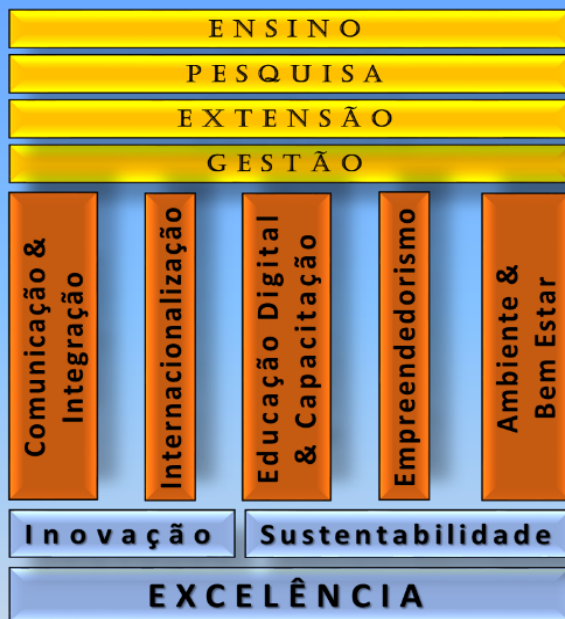 ENSINO
PESQUISA
EXTENSÃO
GESTÃO
Comunicação &
Integração
Internacionalização
Educação Digital
& Capacitação
Empreendedorismo
Ambiente &
Bem Estar
Inovação
Sustentabilidade
EXCELÊNCIA